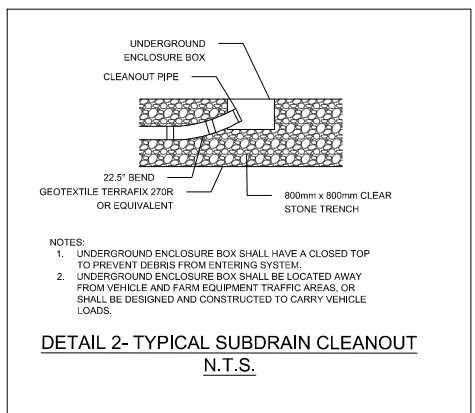 UNDERGROUND
ENCLOSURE BOX
CLEANOUT PIPE
22.5° BEND
GEOTEXTILE TERRAFIX 270R
OR EQUIVALENT
800mm x 800mm CLEAR
STONE TRENCH
NOTES:
1. UNDERGROUND ENCLOSURE BOX SHALL HAVE A CLOSED TOP
TO PREVENT DEBRIS FROM ENTERING SYSTEM.
2. UNDERGROUND ENCLOSURE BOX SHALL BE LOCATED AWAY
FROM VEHICLE AND FARM EQUIPMENT TRAFFIC AREAS, OR
SHALL BE DESIGNED AND CONSTRUCTED TO CARRY VEHICLE
LOADS.
DETAIL 2- TYPICAL SUBDRAIN CLEANOUT
N.T.S.